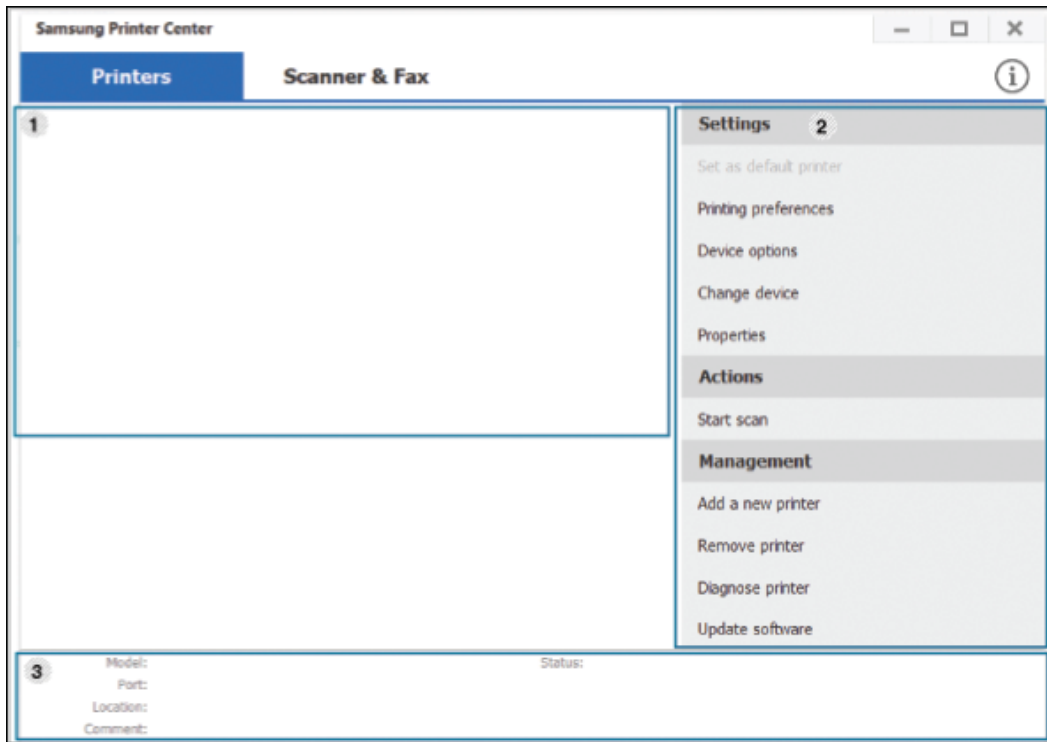 Samsung Printer Center
Printers Scanner & Fax
1
Settings 2
Set as default printer
Printing preferences
Device options
Change device
Properties
Actions
Start scan
Management
Add a new printer
Remove printer
Diagnose printer
Update software
3
Model: Status:
Port:
Location:
Comment: